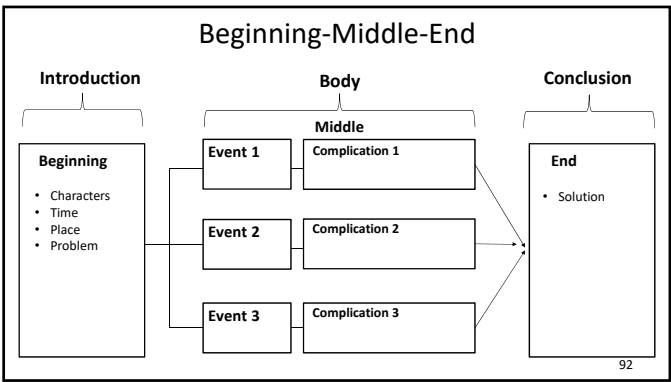 Beginning-Middle-End
Introduction
Body
Conclusion
Middle
Beginning
• Characters
• Time
• Place
• Problem
Event 1
Complication 1
Event 2
Complication 2
Event 3
Complication 3
End
• Solution
92